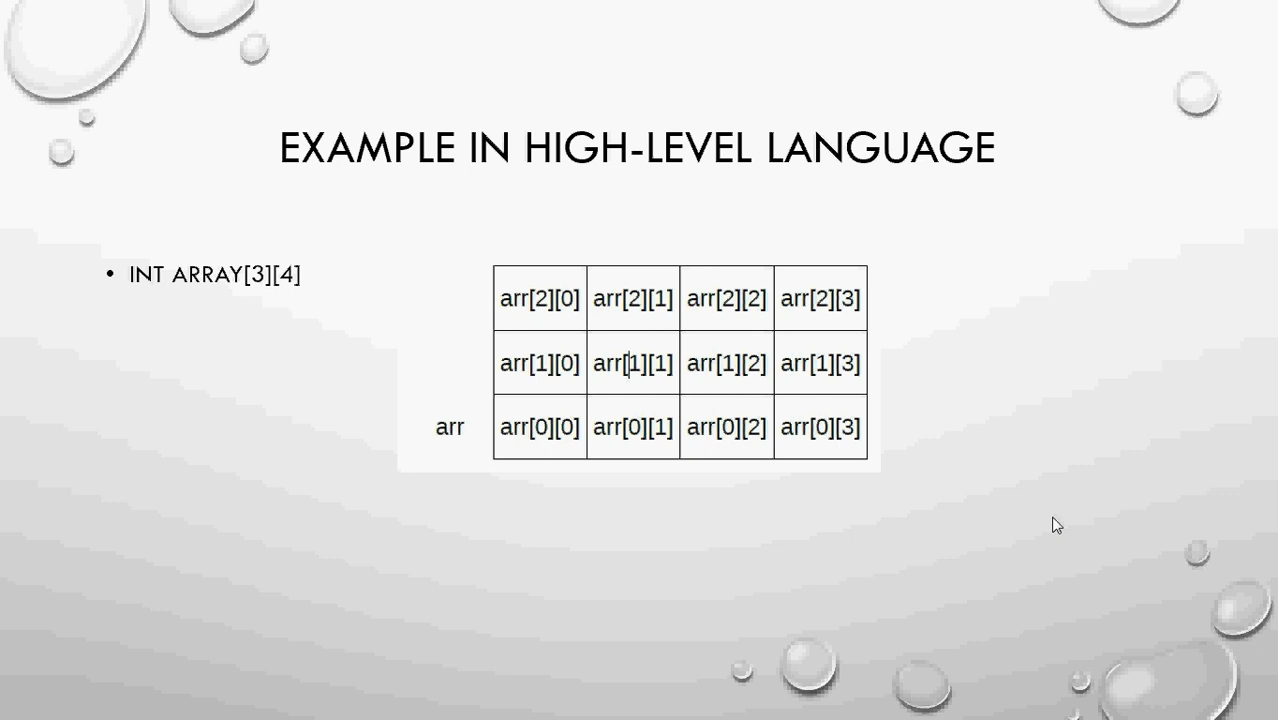 EXAMPLE IN HIGH-LEVEL LANGUAGE
• INT ARRAY[3][4]
arr[2][0] arr[2][1] arr[2][2] arr[2][3]
arr[1][0] arr[1][1] arr[1][2] arr[1][3]
arr arr[0][0] arr[0][1] arr[0][2] arr[0][3]